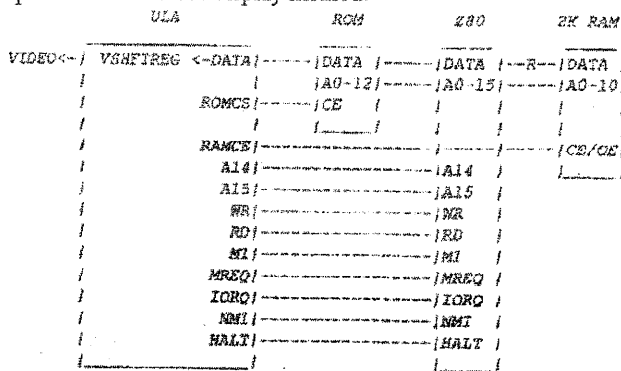 ULA ROM Z80 2K RAM
VIDEO<-| VSHFTREG <-DATA|-----|DATA |----|DATA |--R--|DATA
|A0-12|----|A0-15|-----|A0-10
ROMCS|-----|CE
RAMCE|----------------| |-----|CE/OE
A14|----------------|A14
A15|----------------|A15
WR|----------------|WR
RD|----------------|RD
M1|----------------|M1
MREQ|----------------|MREQ
IORQ|----------------|IORQ
NMI|----------------|NMI
HALT|----------------|HALT